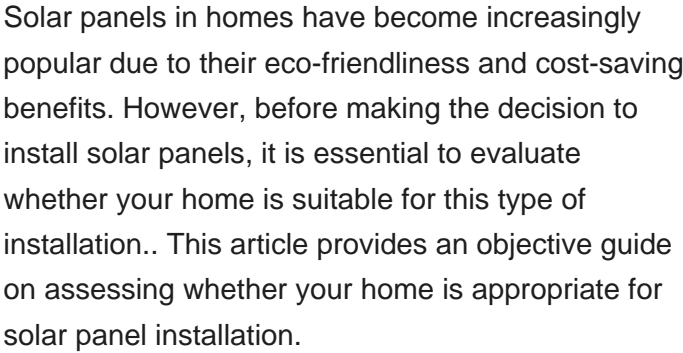 Solar panels in homes have become increasingly
popular due to their eco-friendliness and cost-saving
benefits. However, before making the decision to
install solar panels, it is essential to evaluate
whether your home is suitable for this type of
installation.. This article provides an objective guide
on assessing whether your home is appropriate for
solar panel installation.